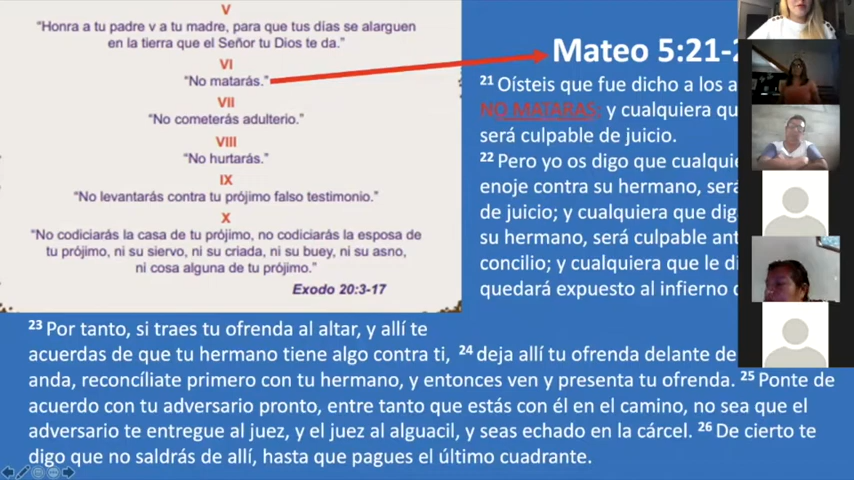 V
“Honra a tu padre v a tu madre, para que tus días se alarguen
en la tierra que el Señor tu Dios te da.”
VI
“No matarás.”
VII
“No cometerás adulterio.”
VIII
“No hurtarás.”
IX
“No levantarás contra tu prójimo falso testimonio.”
X
“No codiciarás la casa de tu prójimo, no codiciarás la esposa de
tu prójimo, ni su siervo, ni su criada, ni su buey, ni su asno,
ni cosa alguna de tu prójimo.”
Exodo 20:3-17
Mateo 5:21-
21 Oísteis que fue dicho a los
NO MATARAS; y cualquiera
será culpable de juicio.
22 Pero yo os digo que
enoje contra su hermano,
de juicio; y cualquiera que
su hermano, será culpable
concilio; y cualquiera que le
quedará expuesto al infierno
23 Por tanto, si traes tu ofrenda al altar, y allí te
acuerdas de que tu hermano tiene algo contra ti, 24 deja allí tu ofrenda delante de
anda, reconcíliate primero con tu hermano, y entonces ven y presenta tu ofrenda. 25 Ponte de
acuerdo con tu adversario pronto, entre tanto que estás con él en el camino, no sea que el
adversario te entregue al juez, y el juez al alguacil, y seas echado en la cárcel. 26 De cierto te
digo que no saldrás de allí, hasta que pagues el último cuadrante.